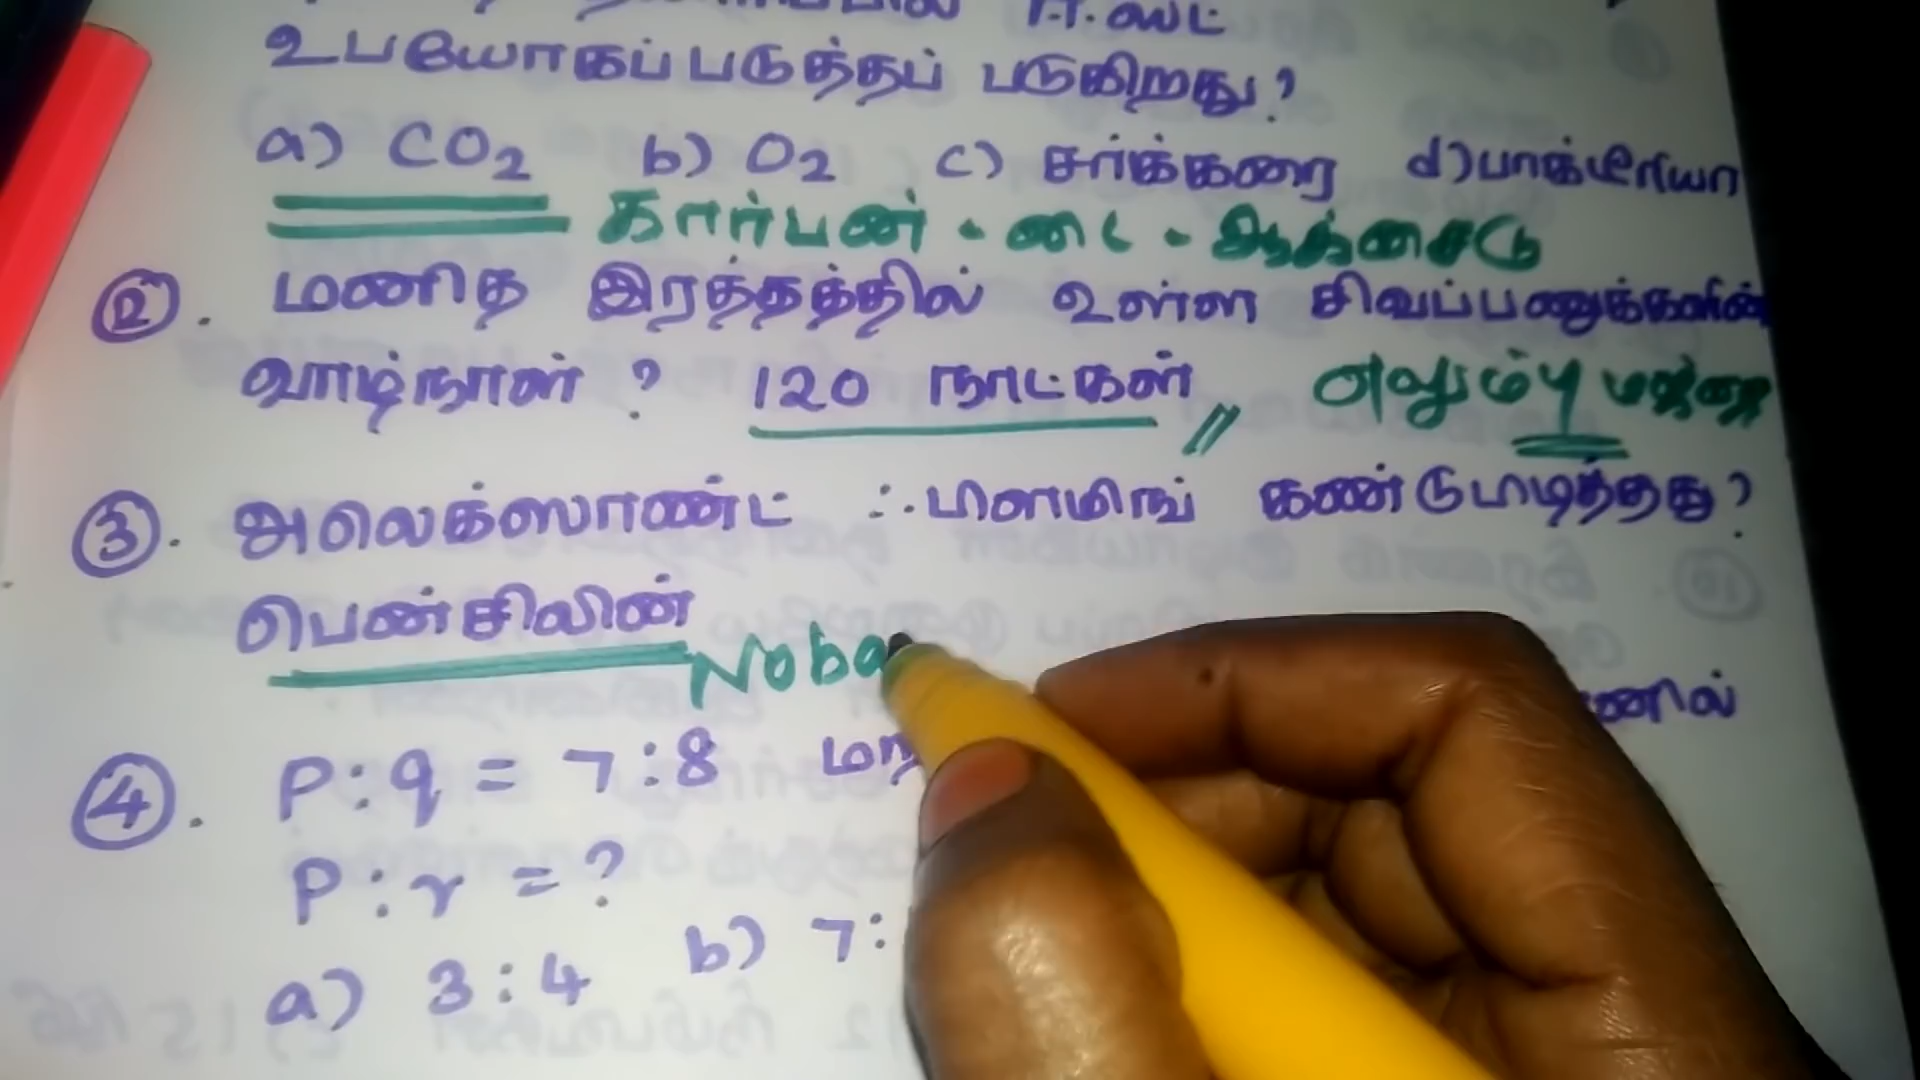 உபயோகப்படுத்தப் படுகிறது?
a) CO2 b) O2 c) சர்க்கரை d) பாக்டீரியா
கார்பன் - டை - ஆக்சைடு
②. மணித இரத்தத்தில் உள்ள சிவப்பணுக்களின்
வாழ்நாள் ? 120 நாட்கள் எலும்பு மஜ்ஜை
③. அலெக்ஸாண்ட் ஃபிளமிங் கண்டுபிடித்தது?
பென்சிலின்
Noba
④. P:q = 7:8
P:r = ?
a) 3:4 b) 7: